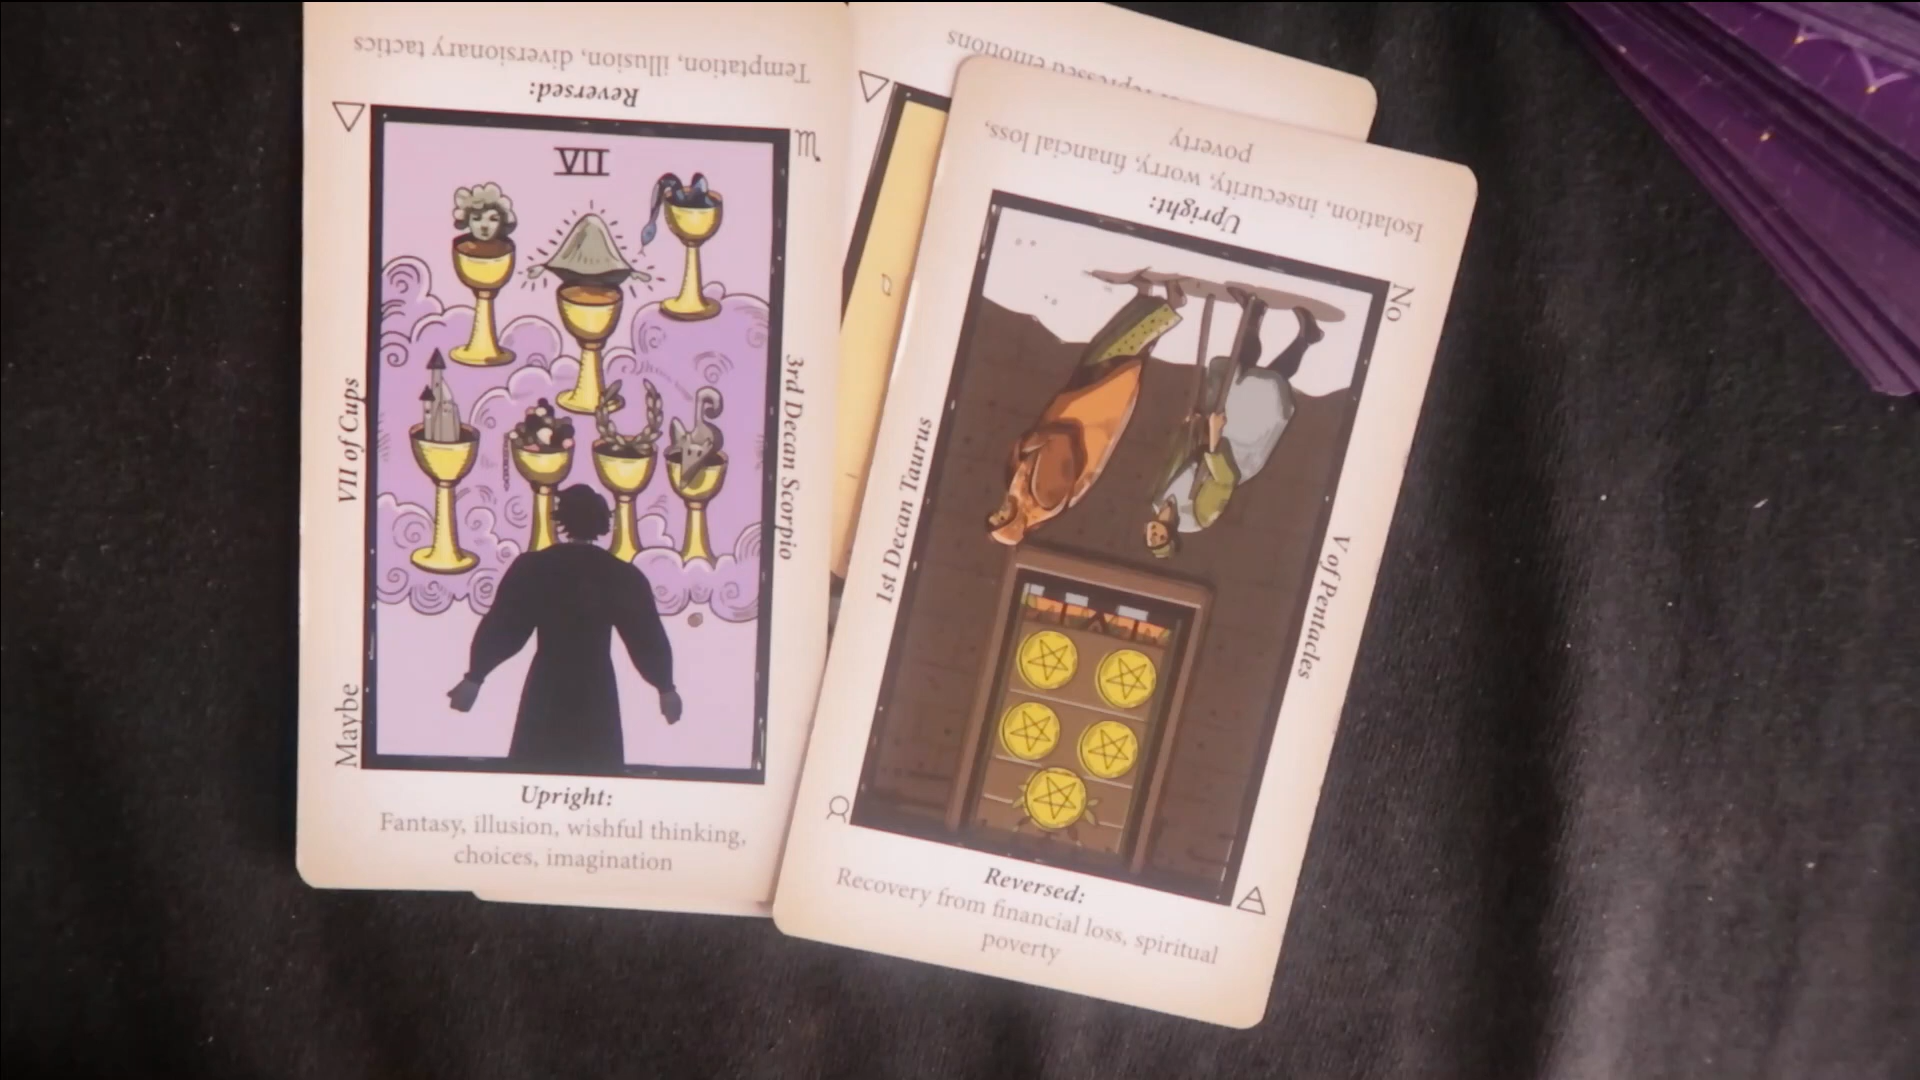 Temptation, illusion, diversionary tactics
Reversed:
VII
VII of Cups
3rd Decan Scorpio
Maybe
Upright:
Fantasy, illusion, wishful thinking,
choices, imagination
emotions
Isolation, insecurity, worry, financial loss,
poverty
Upright:
No
1st Decan Taurus
V of Pentacles
Reversed:
Recovery from financial loss, spiritual
poverty